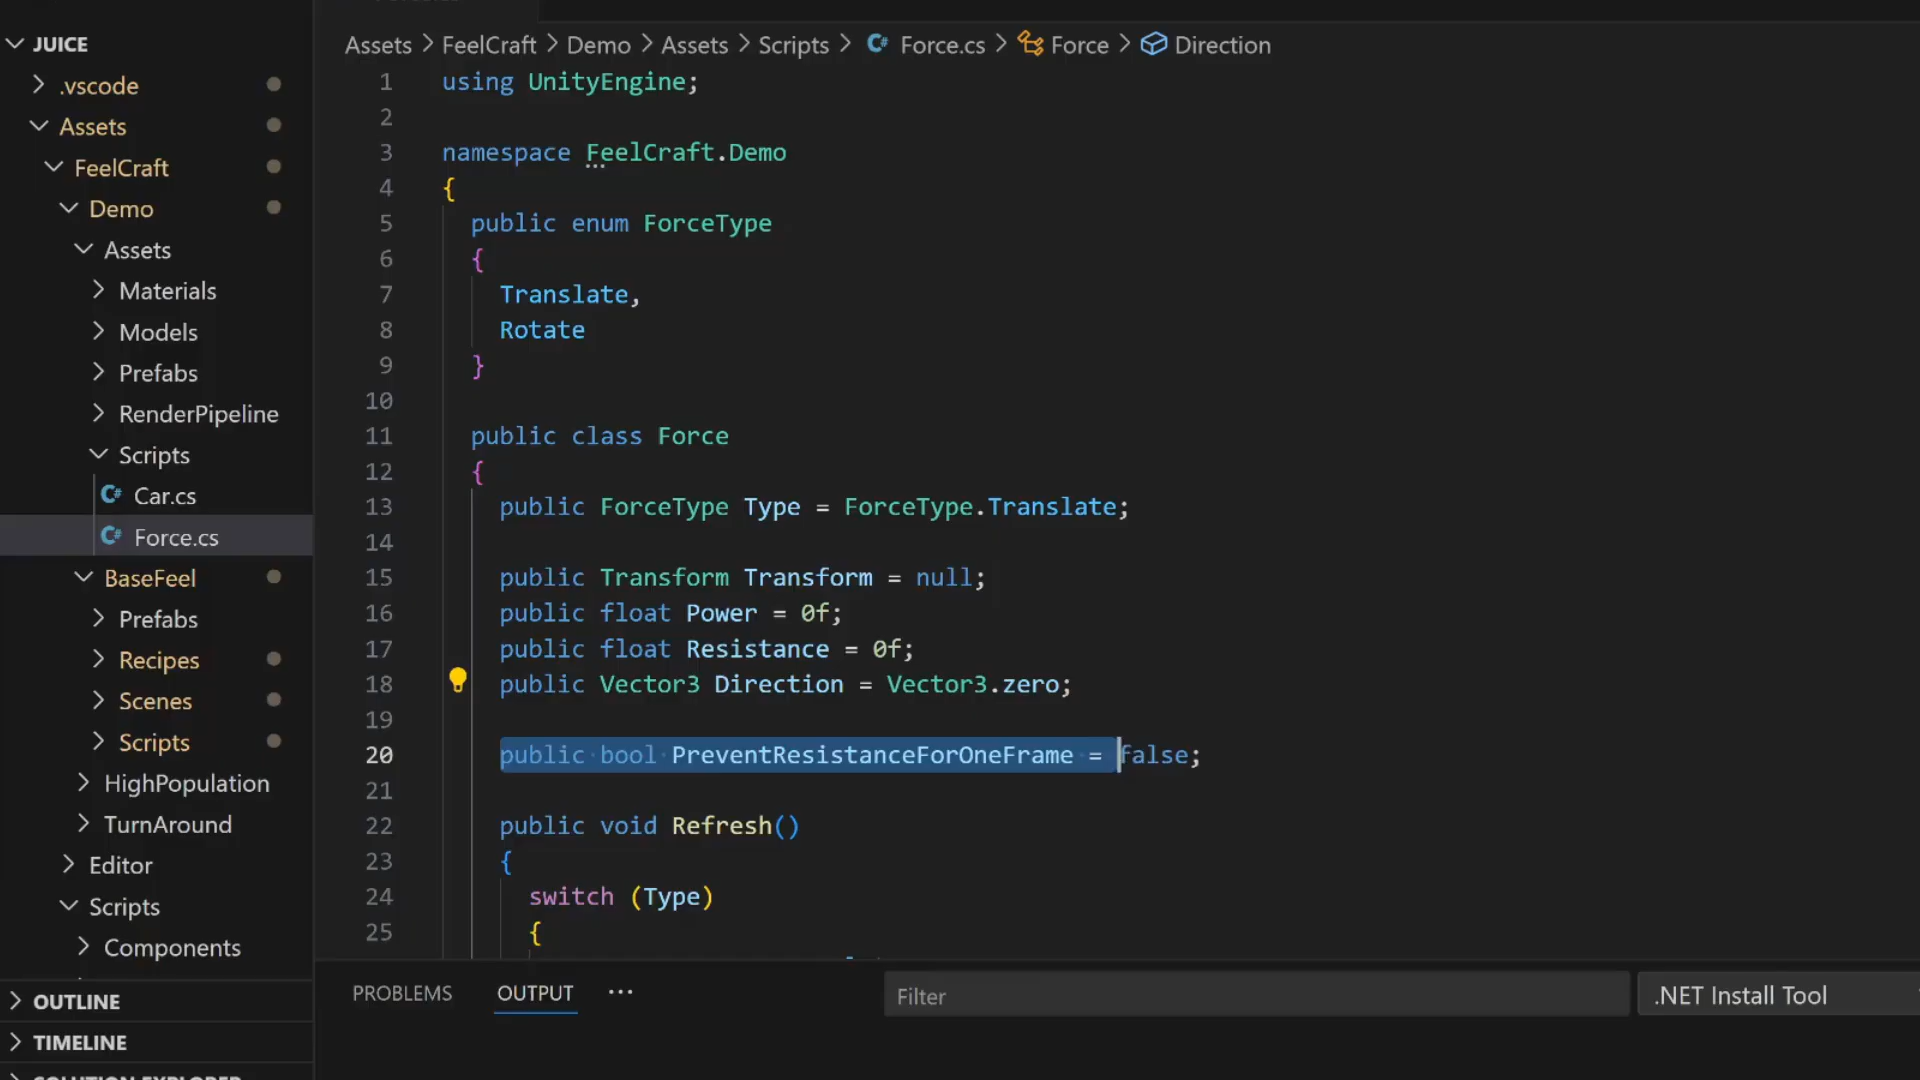 JUICE
.vscode
Assets
FeelCraft
Demo
Assets
Materials
Models
Prefabs
RenderPipeline
Scripts
Car.cs
Force.cs
BaseFeel
Prefabs
Recipes
Scenes
Scripts
HighPopulation
TurnAround
Editor
Scripts
Components
OUTLINE
TIMELINE
SOLUTION EXPLORER
Assets > FeelCraft > Demo > Assets > Scripts > Force.cs > Force > Direction
1 using UnityEngine;
2
3 namespace FeelCraft.Demo
4 {
5 public enum ForceType
6 {
7 Translate,
8 Rotate
9 }
10
11 public class Force
12 {
13 public ForceType Type = ForceType.Translate;
14
15 public Transform Transform = null;
16 public float Power = 0f;
17 public float Resistance = 0f;
18 public Vector3 Direction = Vector3.zero;
19
20 public bool PreventResistanceForOneFrame = false;
21
22 public void Refresh()
23 {
24 switch (Type)
25 {
PROBLEMS OUTPUT ··· Filter .NET Install Tool